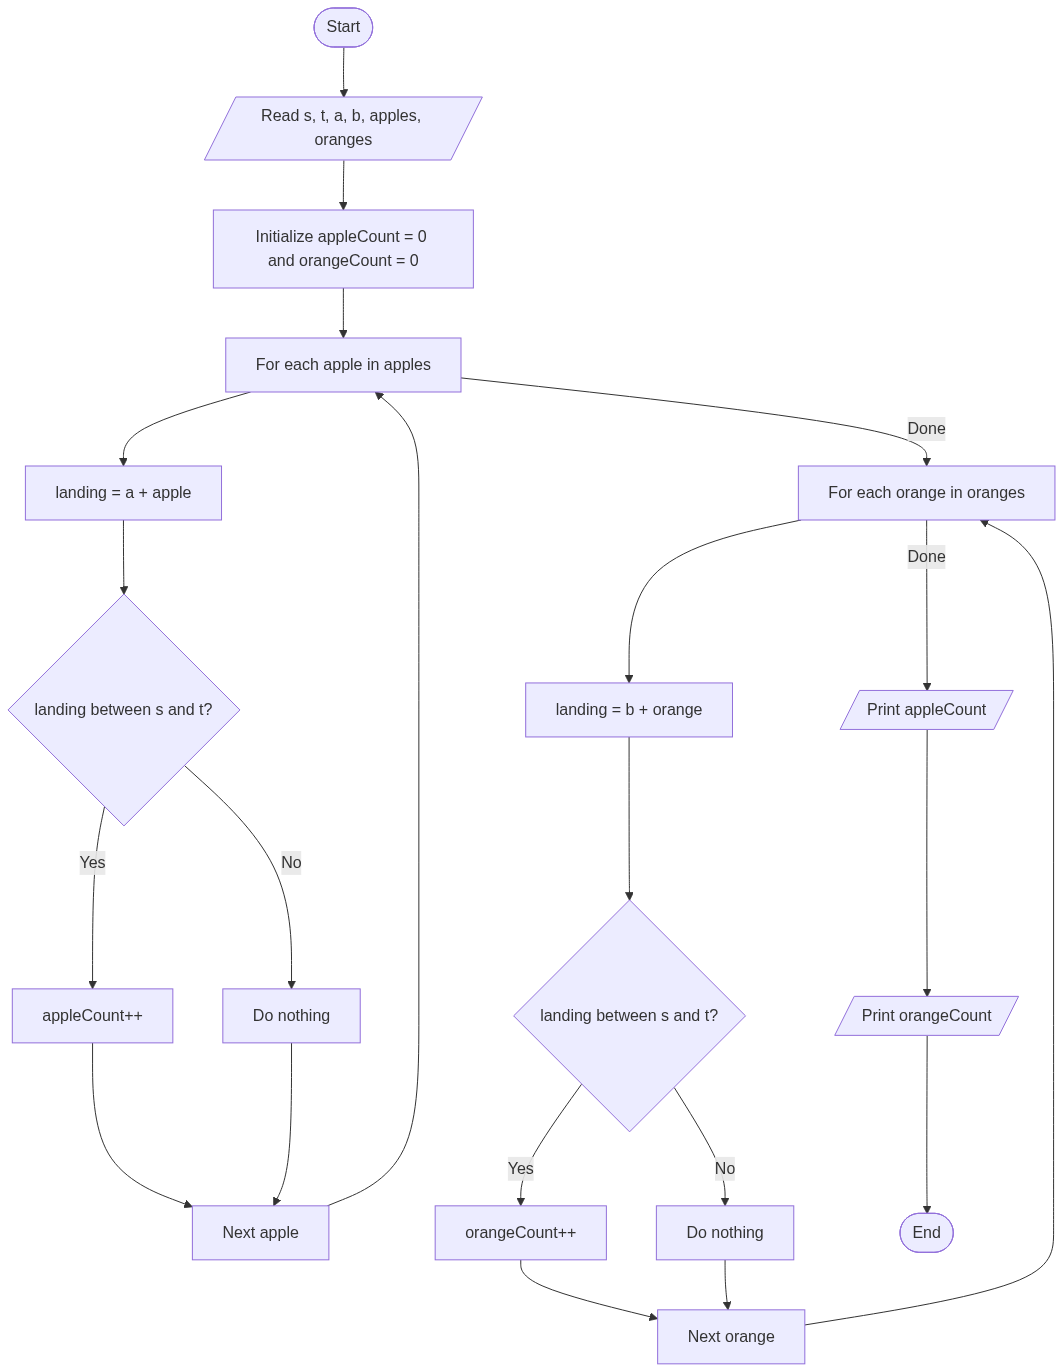 Start
Read s, t, a, b, apples,
oranges
Initialize appleCount = 0
and orangeCount = 0
For each apple in apples
Done
landing = a + apple
For each orange in oranges
Done
landing between s and t?
landing = b + orange
Print appleCount
Yes
No
appleCount++
Do nothing
landing between s and t?
Print orangeCount
Yes
No
Next apple
orangeCount++
Do nothing
End
Next orange